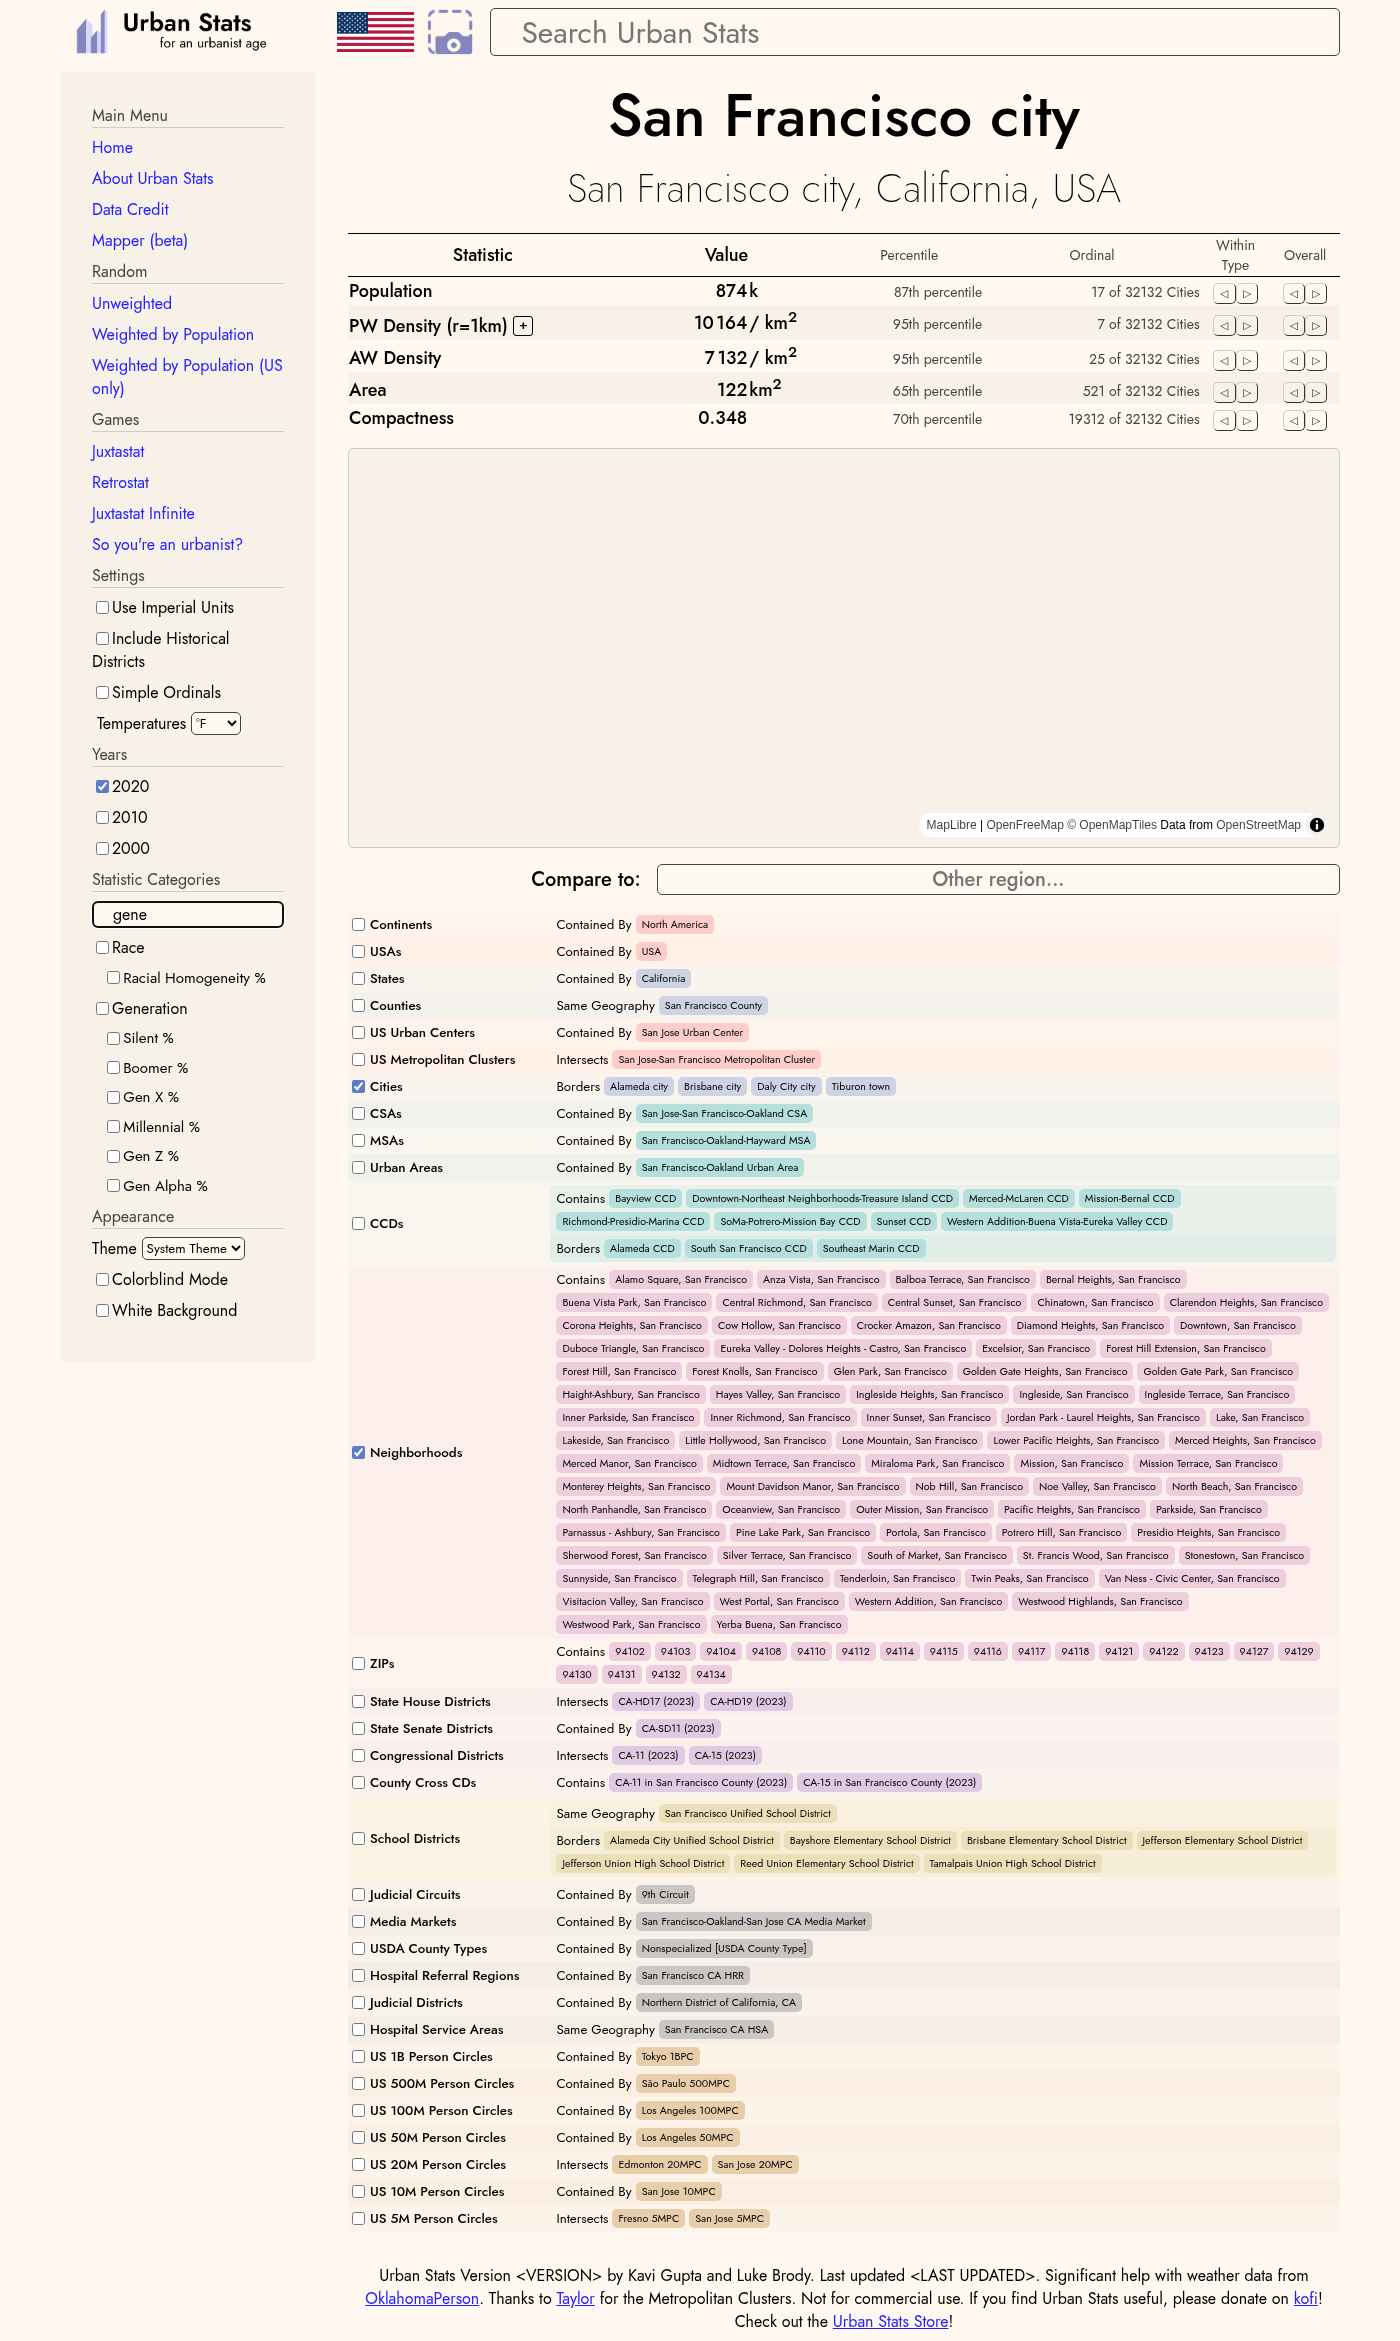 Urban Stats
for an urbanist age
Search Urban Stats
Main Menu
Home
About Urban Stats
Data Credit
Mapper (beta)
Random
Unweighted
Weighted by Population
Weighted by Population (US
only)
Games
Juxtastat
Retrostat
Juxtastat Infinite
So you're an urbanist?
Settings
Use Imperial Units
Include Historical
Districts
Simple Ordinals
Temperatures °F
Years
2020
2010
2000
Statistic Categories
gene
Race
Racial Homogeneity %
Generation
Silent %
Boomer %
Gen X %
Millennial %
Gen Z %
Gen Alpha %
Appearance
Theme System Theme
Colorblind Mode
White Background
San Francisco city
San Francisco city, California, USA
Statistic Value Percentile Ordinal Within Type Overall
Population 874k 87th percentile 17 of 32132 Cities ◁ ▷ ◁ ▷
PW Density (r=1km) + 10 164 / km2 95th percentile 7 of 32132 Cities ◁ ▷ ◁ ▷
AW Density 7 132 / km2 95th percentile 25 of 32132 Cities ◁ ▷ ◁ ▷
Area 122 km2 65th percentile 521 of 32132 Cities ◁ ▷ ◁ ▷
Compactness 0.348 70th percentile 19312 of 32132 Cities ◁ ▷ ◁ ▷
MapLibre | OpenFreeMap © OpenMapTiles Data from OpenStreetMap
Compare to: Other region...
Continents Contained By North America
USAs Contained By USA
States Contained By California
Counties Same Geography San Francisco County
US Urban Centers Contained By San Jose Urban Center
US Metropolitan Clusters Intersects San Jose-San Francisco Metropolitan Cluster
Cities Borders Alameda city Brisbane city Daly City city Tiburon town
CSAs Contained By San Jose-San Francisco-Oakland CSA
MSAs Contained By San Francisco-Oakland-Hayward MSA
Urban Areas Contained By San Francisco-Oakland Urban Area
CCDs
Contains Bayview CCD Downtown-Northeast Neighborhoods-Treasure Island CCD Merced-McLaren CCD Mission-Bernal CCD
Richmond-Presidio-Marina CCD SoMa-Potrero-Mission Bay CCD Sunset CCD Western Addition-Buena Vista-Eureka Valley CCD
Borders Alameda CCD South San Francisco CCD Southeast Marin CCD
Neighborhoods
Contains Alamo Square, San Francisco Anza Vista, San Francisco Balboa Terrace, San Francisco Bernal Heights, San Francisco
Buena Vista Park, San Francisco Central Richmond, San Francisco Central Sunset, San Francisco Chinatown, San Francisco Clarendon Heights, San Francisco
Corona Heights, San Francisco Cow Hollow, San Francisco Crocker Amazon, San Francisco Diamond Heights, San Francisco Downtown, San Francisco
Duboce Triangle, San Francisco Eureka Valley - Dolores Heights - Castro, San Francisco Excelsior, San Francisco Forest Hill Extension, San Francisco
Forest Hill, San Francisco Forest Knolls, San Francisco Glen Park, San Francisco Golden Gate Heights, San Francisco Golden Gate Park, San Francisco
Haight-Ashbury, San Francisco Hayes Valley, San Francisco Ingleside Heights, San Francisco Ingleside, San Francisco Ingleside Terrace, San Francisco
Inner Parkside, San Francisco Inner Richmond, San Francisco Inner Sunset, San Francisco Jordan Park - Laurel Heights, San Francisco Lake, San Francisco
Lakeside, San Francisco Little Hollywood, San Francisco Lone Mountain, San Francisco Lower Pacific Heights, San Francisco Merced Heights, San Francisco
Merced Manor, San Francisco Midtown Terrace, San Francisco Miraloma Park, San Francisco Mission, San Francisco Mission Terrace, San Francisco
Monterey Heights, San Francisco Mount Davidson Manor, San Francisco Nob Hill, San Francisco Noe Valley, San Francisco North Beach, San Francisco
North Panhandle, San Francisco Oceanview, San Francisco Outer Mission, San Francisco Pacific Heights, San Francisco Parkside, San Francisco
Parnassus - Ashbury, San Francisco Pine Lake Park, San Francisco Portola, San Francisco Potrero Hill, San Francisco Presidio Heights, San Francisco
Sherwood Forest, San Francisco Silver Terrace, San Francisco South of Market, San Francisco St. Francis Wood, San Francisco Stonestown, San Francisco
Sunnyside, San Francisco Telegraph Hill, San Francisco Tenderloin, San Francisco Twin Peaks, San Francisco Van Ness - Civic Center, San Francisco
Visitacion Valley, San Francisco West Portal, San Francisco Western Addition, San Francisco Westwood Highlands, San Francisco
Westwood Park, San Francisco Yerba Buena, San Francisco
ZIPs
Contains 94102 94103 94104 94108 94110 94112 94114 94115 94116 94117 94118 94121 94122 94123 94127 94129
94130 94131 94132 94134
State House Districts Intersects CA-HD17 (2023) CA-HD19 (2023)
State Senate Districts Contained By CA-SD11 (2023)
Congressional Districts Intersects CA-11 (2023) CA-15 (2023)
County Cross CDs Contains CA-11 in San Francisco County (2023) CA-15 in San Francisco County (2023)
School Districts
Same Geography San Francisco Unified School District
Borders Alameda City Unified School District Bayshore Elementary School District Brisbane Elementary School District Jefferson Elementary School District
Jefferson Union High School District Reed Union Elementary School District Tamalpais Union High School District
Judicial Circuits Contained By 9th Circuit
Media Markets Contained By San Francisco-Oakland-San Jose CA Media Market
USDA County Types Contained By Nonspecialized [USDA County Type]
Hospital Referral Regions Contained By San Francisco CA HRR
Judicial Districts Contained By Northern District of California, CA
Hospital Service Areas Same Geography San Francisco CA HSA
US 1B Person Circles Contained By Tokyo 1BPC
US 500M Person Circles Contained By São Paulo 500MPC
US 100M Person Circles Contained By Los Angeles 100MPC
US 50M Person Circles Contained By Los Angeles 50MPC
US 20M Person Circles Intersects Edmonton 20MPC San Jose 20MPC
US 10M Person Circles Contained By San Jose 10MPC
US 5M Person Circles Intersects Fresno 5MPC San Jose 5MPC
Urban Stats Version <VERSION> by Kavi Gupta and Luke Brody. Last updated <LAST UPDATED>. Significant help with weather data from
OklahomaPerson. Thanks to Taylor for the Metropolitan Clusters. Not for commercial use. If you find Urban Stats useful, please donate on kofi!
Check out the Urban Stats Store!